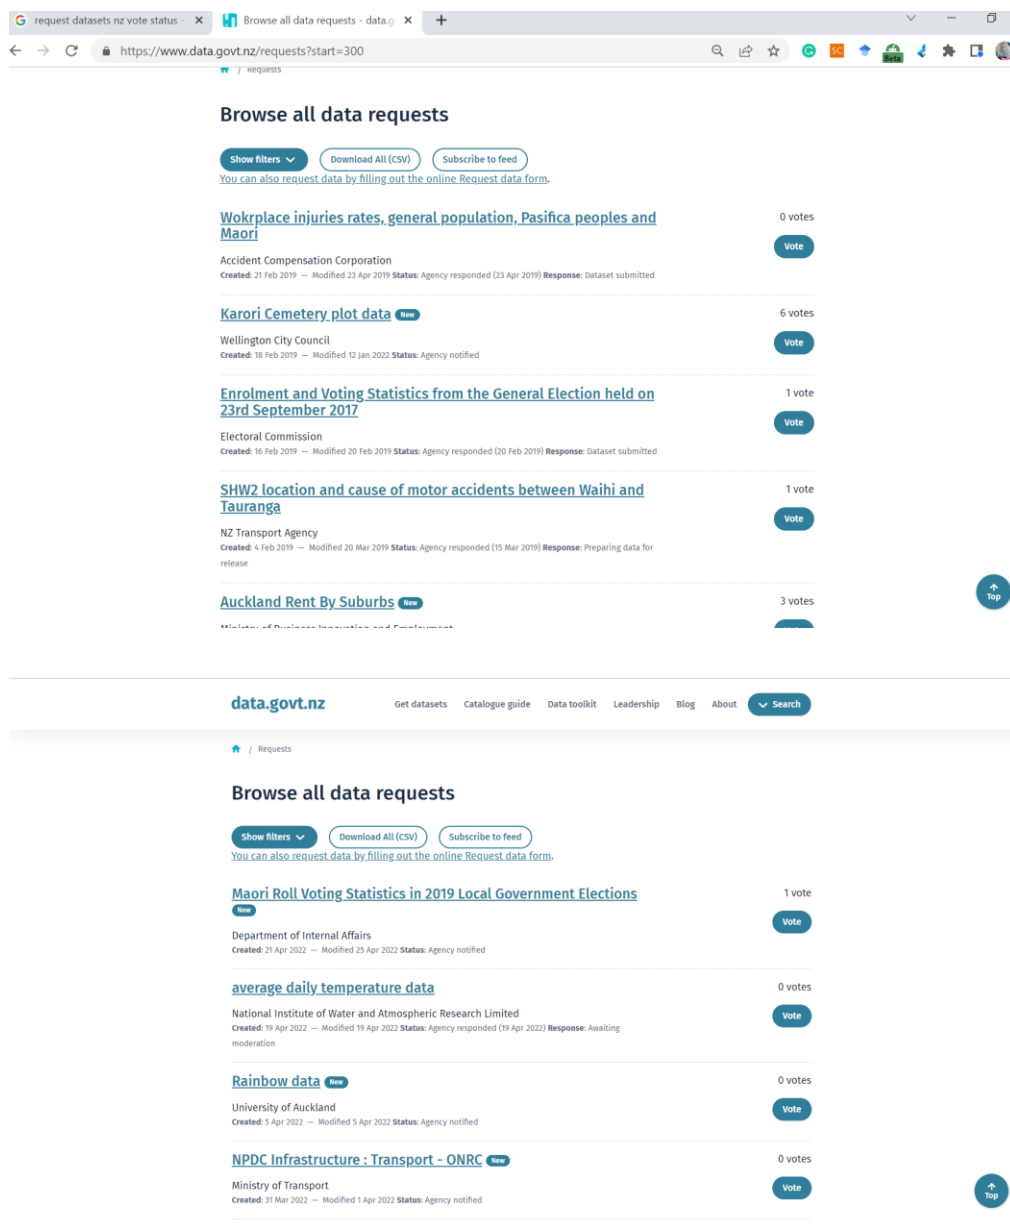 request datasets nz vote status -
Browse all data requests - data.g
https://www.data.govt.nz/requests?start=300
SC
Beta
/ Requests
Browse all data requests
Show filters
Download All (CSV)
Subscribe to feed
You can also request data by filling out the online Request data form.
Wokrplace injuries rates, general population, Pasifica peoples and
Maori
0 votes
Vote
Accident Compensation Corporation
Created: 21 Feb 2019 — Modified 23 Apr 2019 Status: Agency responded (23 Apr 2019) Response: Dataset submitted
Karori Cemetery plot data New
6 votes
Vote
Wellington City Council
Created: 18 Feb 2019 — Modified 12 Jan 2022 Status: Agency notified
Enrolment and Voting Statistics from the General Election held on
23rd September 2017
1 vote
Vote
Electoral Commission
Created: 16 Feb 2019 — Modified 20 Feb 2019 Status: Agency responded (20 Feb 2019) Response: Dataset submitted
SHW2 location and cause of motor accidents between Waihi and
Tauranga
1 vote
Vote
NZ Transport Agency
Created: 4 Feb 2019 — Modified 20 Mar 2019 Status: Agency responded (15 Mar 2019) Response: Preparing data for
release
Top
Auckland Rent By Suburbs New
3 votes
Ministry of Business Innovation and Employment
data.govt.nz
Get datasets
Catalogue guide
Data toolkit
Leadership
Blog
About
Search
/ Requests
Browse all data requests
Show filters
Download All (CSV)
Subscribe to feed
You can also request data by filling out the online Request data form.
Maori Roll Voting Statistics in 2019 Local Government Elections
New
1 vote
Vote
Department of Internal Affairs
Created: 21 Apr 2022 — Modified 25 Apr 2022 Status: Agency notified
average daily temperature data
0 votes
Vote
National Institute of Water and Atmospheric Research Limited
Created: 19 Apr 2022 — Modified 19 Apr 2022 Status: Agency responded (19 Apr 2022) Response: Awaiting
moderation
Rainbow data New
0 votes
Vote
University of Auckland
Created: 5 Apr 2022 — Modified 5 Apr 2022 Status: Agency notified
NPDC Infrastructure : Transport - ONRC New
0 votes
Vote
Ministry of Transport
Created: 31 Mar 2022 — Modified 1 Apr 2022 Status: Agency notified
Top